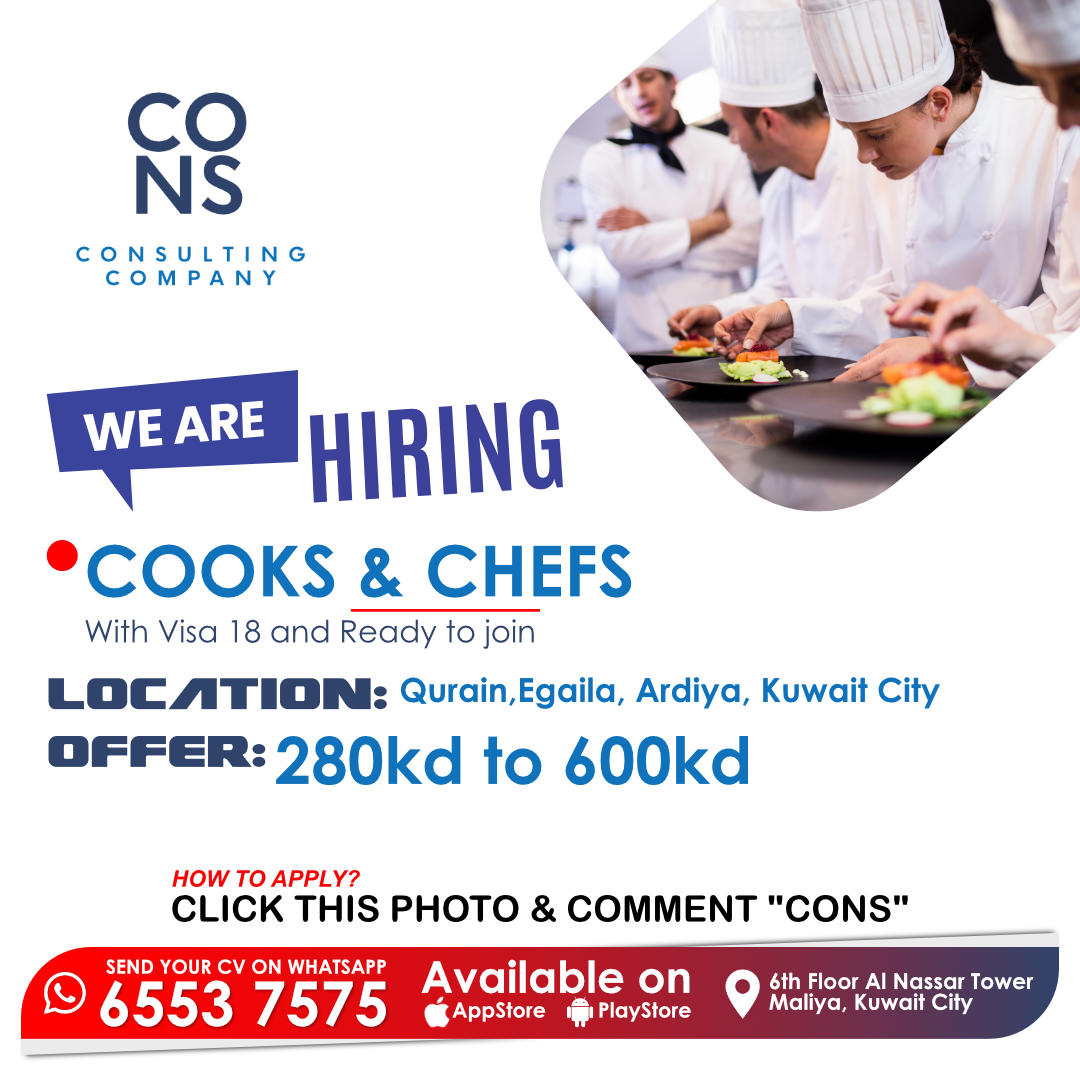 CO
NS
CONSULTING
COMPANY
WE ARE HIRING
COOKS & CHEFS
With Visa 18 and Ready to join
LOCATION: Qurain,Egaila, Ardiya, Kuwait City
OFFER: 280kd to 600kd
HOW TO APPLY?
CLICK THIS PHOTO & COMMENT "CONS"
SEND YOUR CV ON WHATSAPP
6553 7575
Available on
AppStore PlayStore
6th Floor Al Nassar Tower
Maliya, Kuwait City